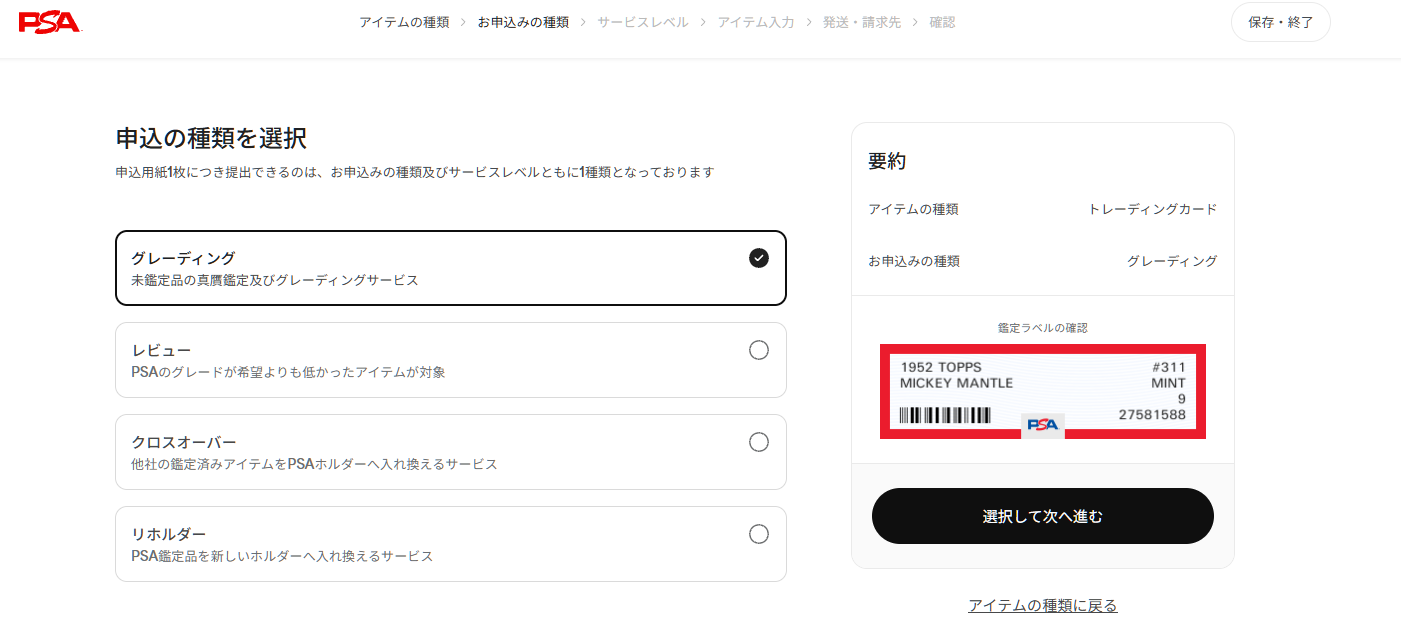 PSA
アイテムの種類 > お申込みの種類 > サービスレベル > アイテム入力 > 発送・請求先 > 確認
保存・終了
申込の種類を選択
申込用紙1枚につき提出できるのは、お申込みの種類及びサービスレベルともに1種類となっております
グレーディング
未鑑定品の真贋鑑定及びグレーディングサービス
レビュー
PSAのグレードが希望よりも低かったアイテムが対象
クロスオーバー
他社の鑑定済みアイテムをPSAホルダーへ入れ換えるサービス
リホルダー
PSA鑑定品を新しいホルダーへ入れ換えるサービス
要約
アイテムの種類 トレーディングカード
お申込みの種類 グレーディング
鑑定ラベルの確認
1952 TOPPS #311
MICKEY MANTLE MINT
9
27581588
PSA
選択して次へ進む
アイテムの種類に戻る